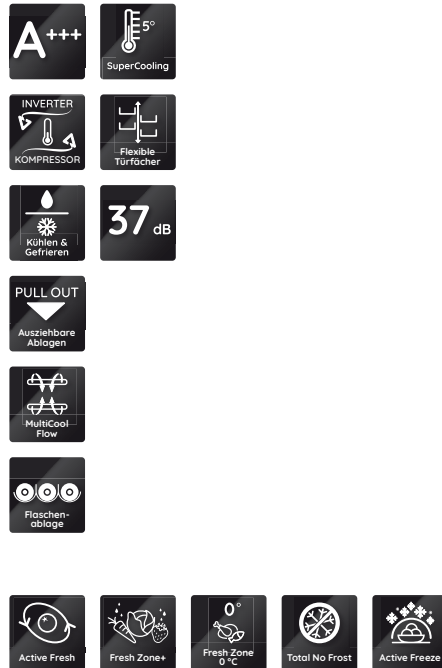 A+++
5°
SuperCooling
INVERTER
KOMPRESSOR
Flexible
Türfächer
Kühlen &
Gefrieren
37 dB
PULL OUT
Ausziehbare
Ablagen
MultiCool
Flow
Flaschen-
ablage
Active Fresh
Fresh Zone+
0°
Fresh Zone
0 °C
Total No Frost
Active Freeze